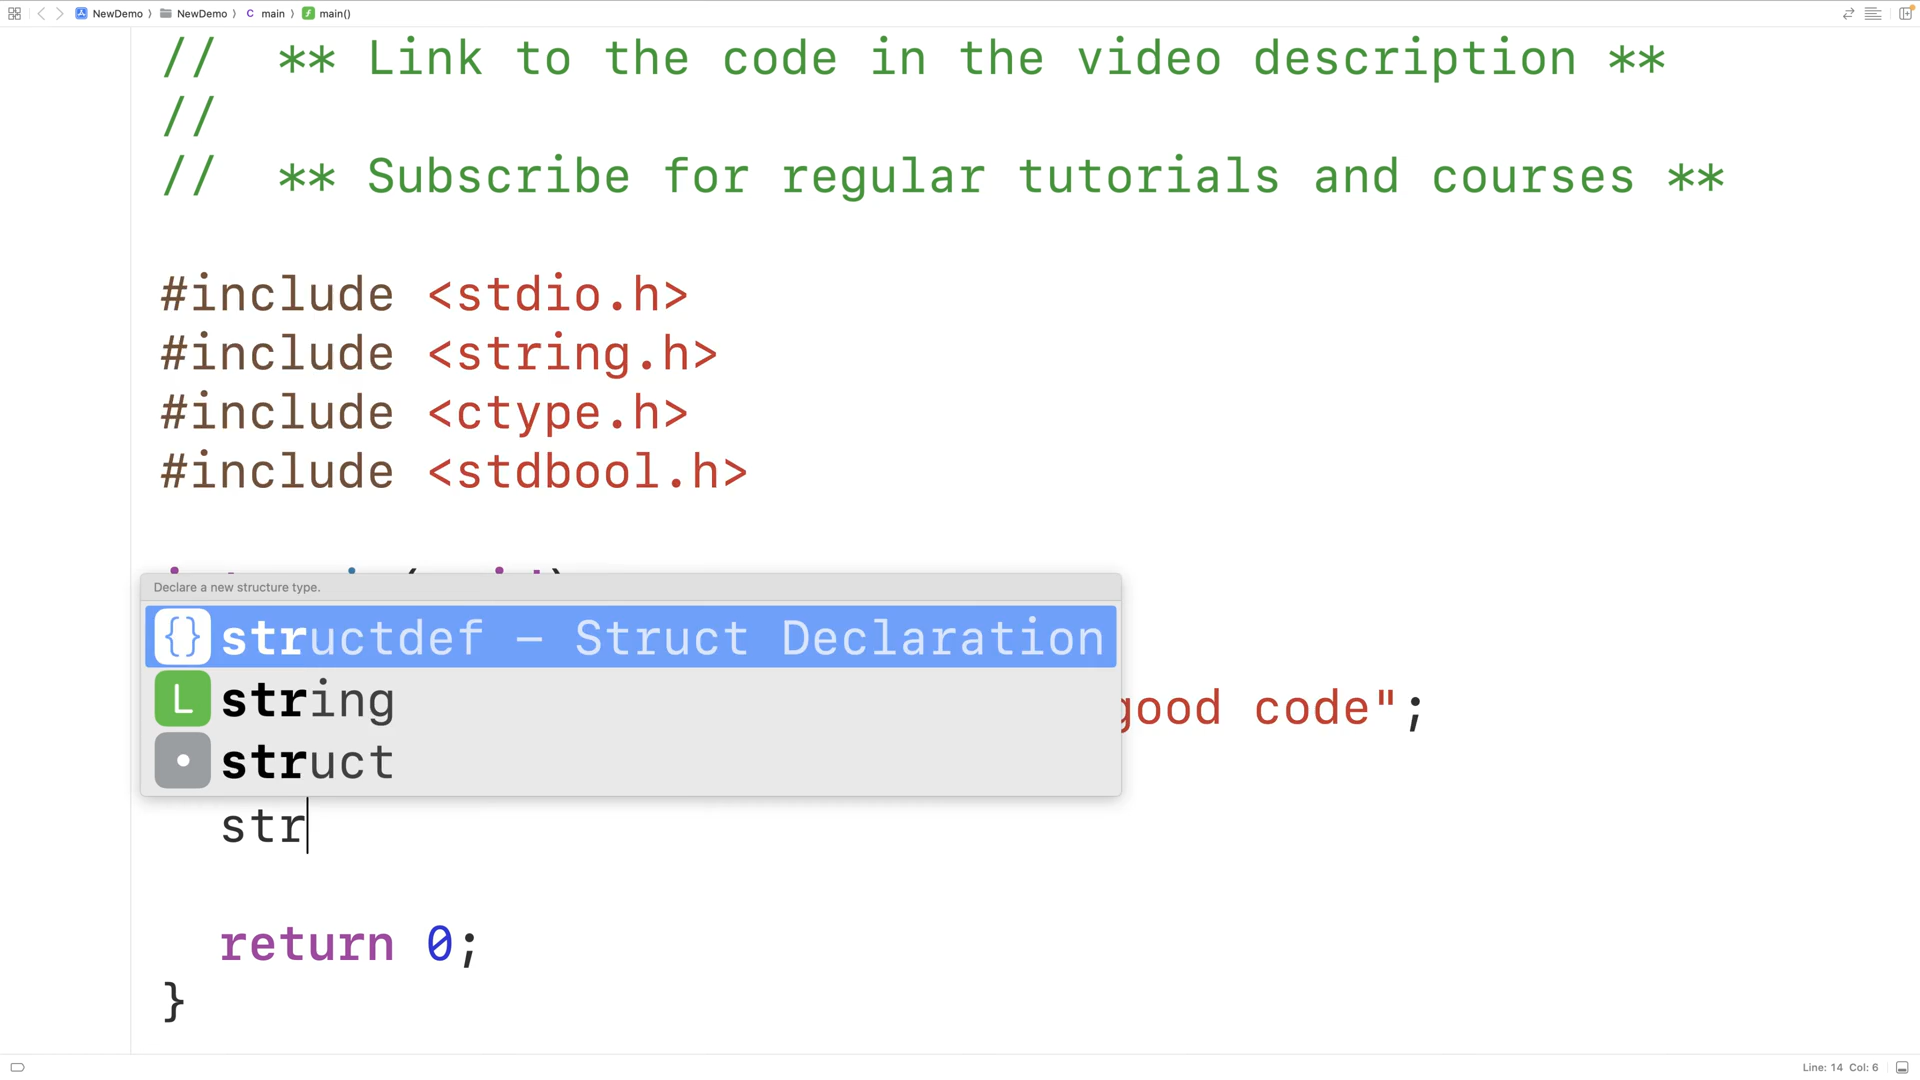 NewDemo 〉 NewDemo 〉 C main 〉 f main()
//  ** Link to the code in the video description **
//
//  ** Subscribe for regular tutorials and courses **
#include <stdio.h>
#include <string.h>
#include <ctype.h>
#include <stdbool.h>
Declare a new structure type.
{} structdef – Struct Declaration
L string
good code";
struct
str
return 0;
}
Line: 14 Col: 6